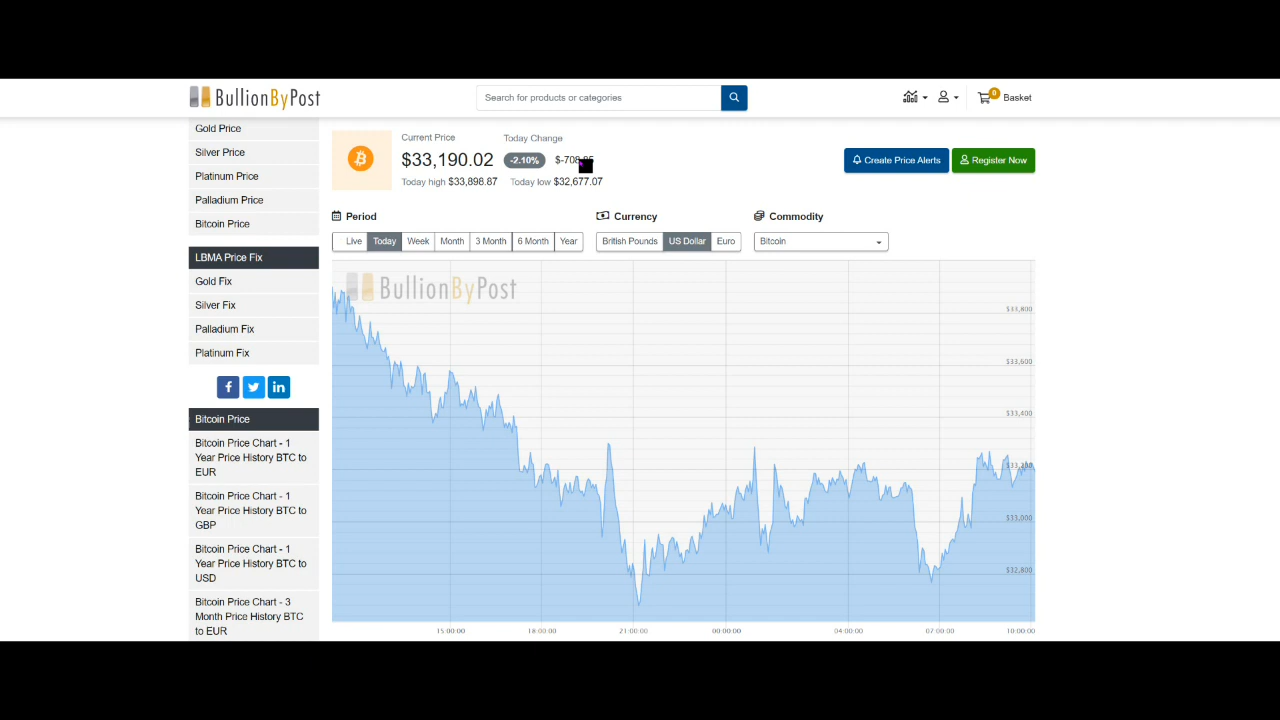 BullionByPost
Search for products or categories
0
Basket
Gold Price
Silver Price
Platinum Price
Palladium Price
Bitcoin Price
LBMA Price Fix
Gold Fix
Silver Fix
Palladium Fix
Platinum Fix
Bitcoin Price
Bitcoin Price Chart - 1
Year Price History BTC to
EUR
Bitcoin Price Chart - 1
Year Price History BTC to
GBP
Bitcoin Price Chart - 1
Year Price History BTC to
USD
Bitcoin Price Chart - 3
Month Price History BTC
to EUR
Current Price
Today Change
$33,190.02
-2.10%
Today high $33,898.87
Today low $32,677.07
Create Price Alerts
Register Now
Period
Currency
Commodity
Live Today Week Month 3 Month 6 Month Year
British Pounds US Dollar Euro
Bitcoin
BullionByPost
$33,800
$33,600
$33,400
$33,200
$33,000
$32,800
15:00:00 18:00:00 21:00:00 00:00:00 04:00:00 07:00:00 10:00:00